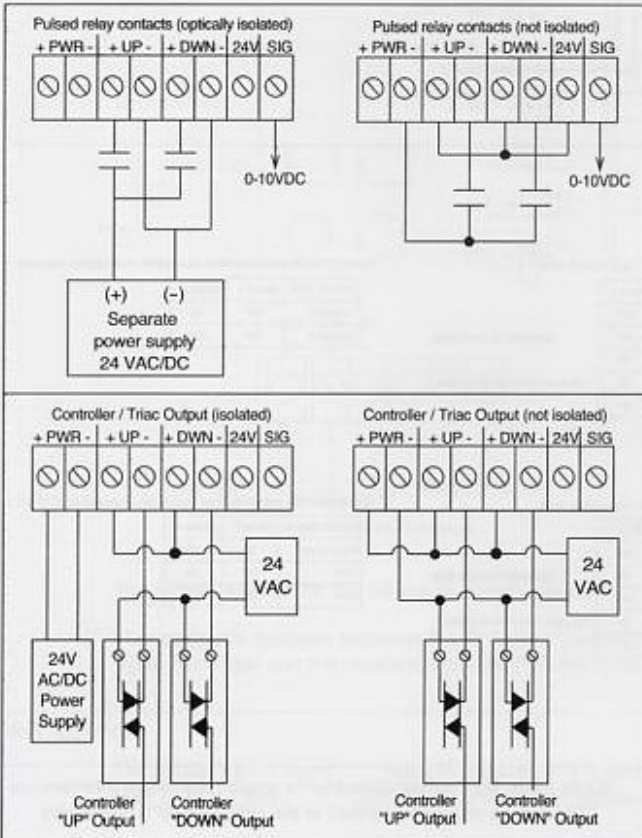 Pulsed relay contacts (optically isolated)
+ PWR - + UP - + DWN - 24V SIG
0-10VDC
(+) (-)
Separate
power supply
24 VAC/DC
Pulsed relay contacts (not isolated)
+ PWR - + UP - + DWN - 24V SIG
0-10VDC
Controller / Triac Output (isolated)
+ PWR - + UP - + DWN - 24V SIG
24
VAC
24V
AC/DC
Power
Supply
Controller
"UP" Output
Controller
"DOWN" Output
Controller / Triac Output (not isolated)
+ PWR - + UP - + DWN - 24V SIG
24
VAC
Controller
"UP" Output
Controller
"DOWN" Output